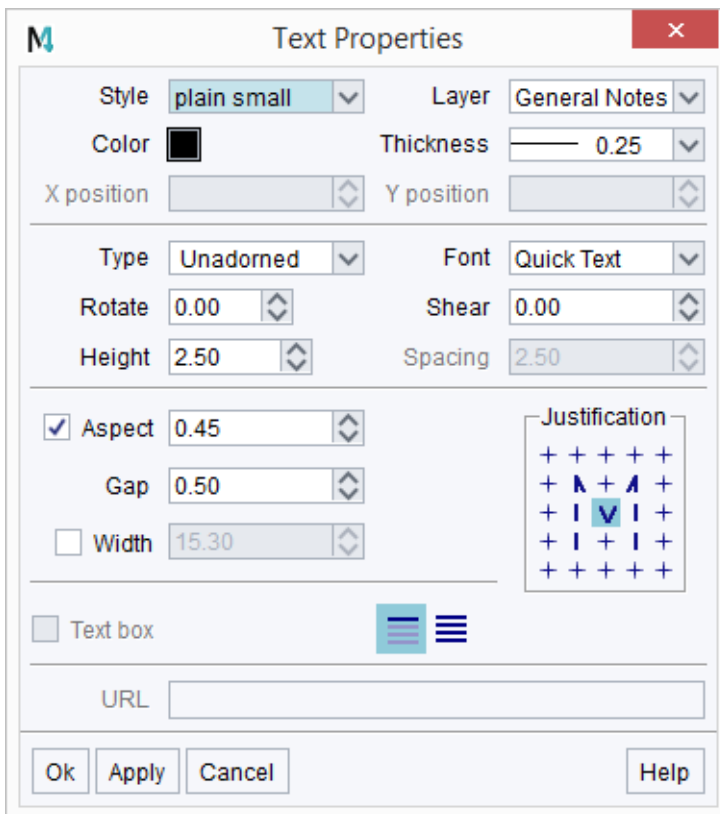 Text Properties
Style plain small Layer General Notes
Color Thickness 0.25
X position Y position
Type Unadorned Font Quick Text
Rotate 0.00 Shear 0.00
Height 2.50 Spacing 2.50
Aspect 0.45 Justification
Gap 0.50
Width 15.30
Text box
URL
Ok Apply Cancel Help